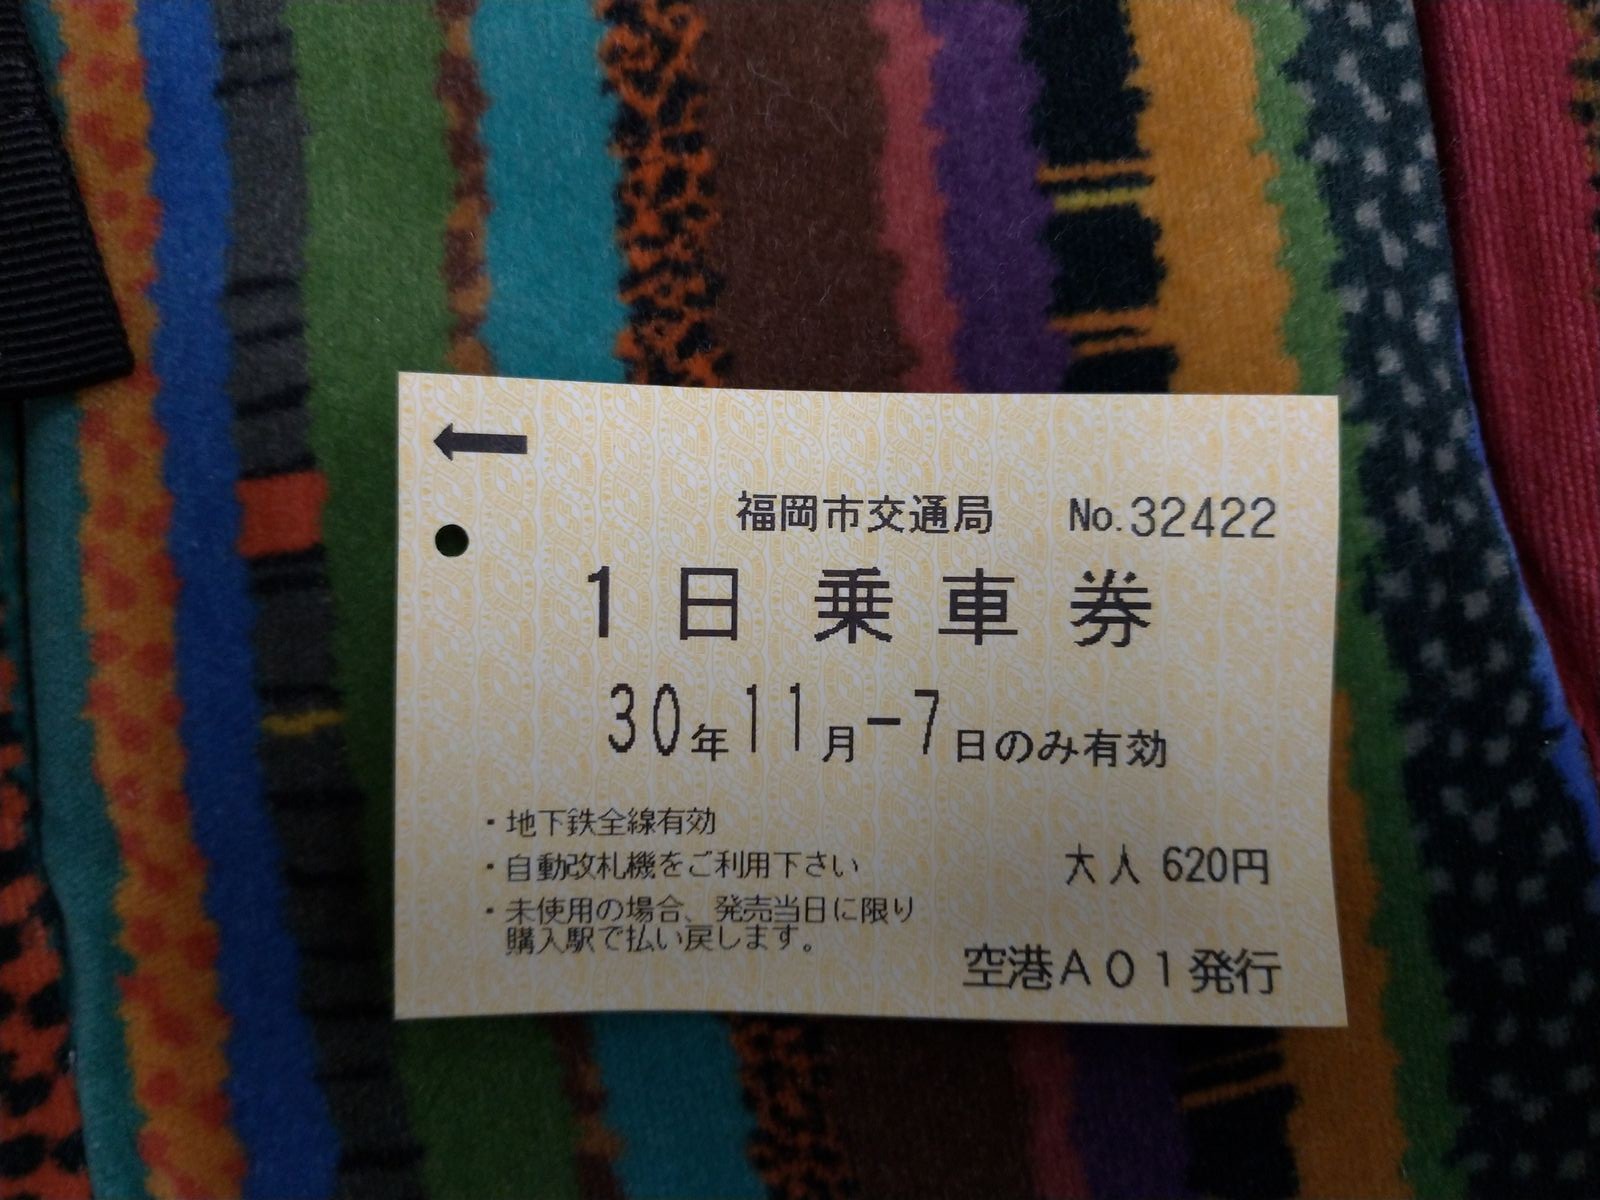 福岡市交通局 No.32422
1日乗車券
30年11月-7日のみ有効
・地下鉄全線有効
・自動改札機をご利用下さい
大人 620円
・未使用の場合、発売当日に限り
購入駅で払い戻します。
空港A01発行